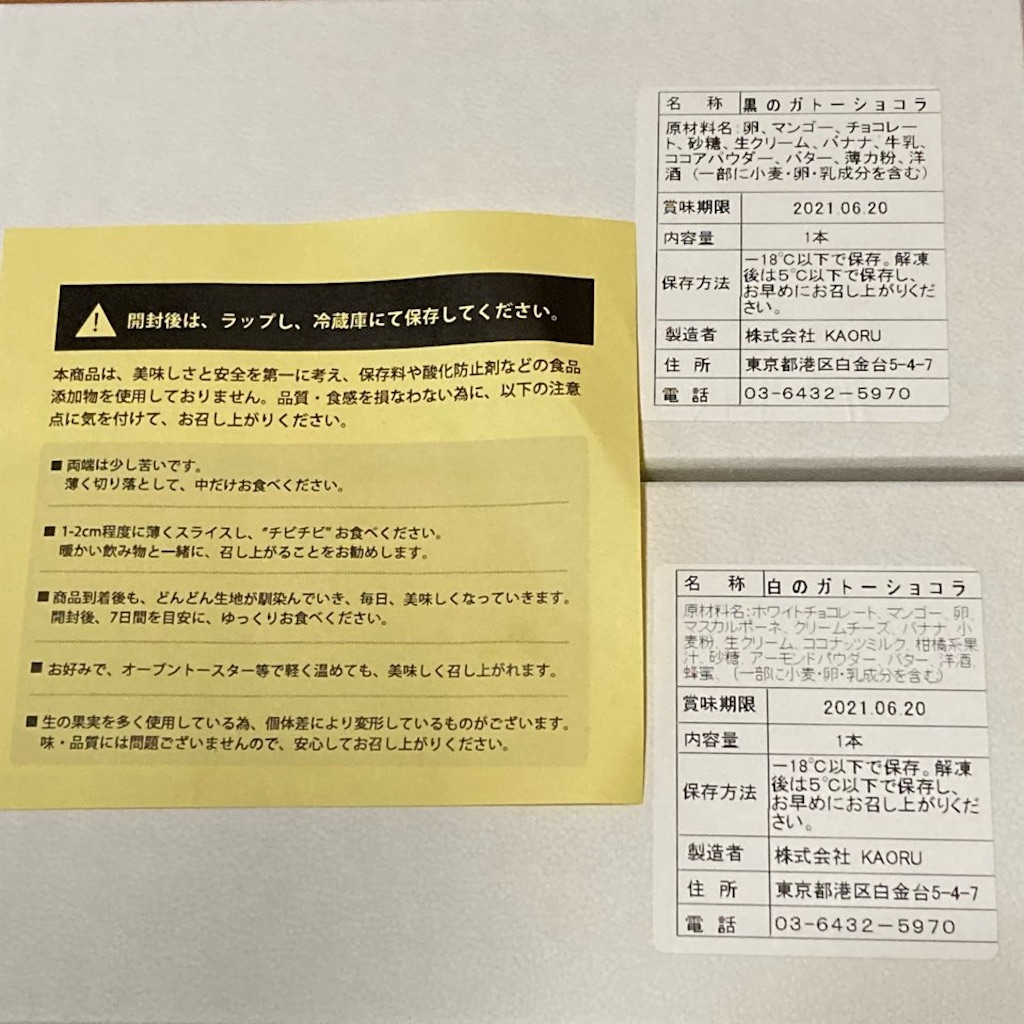 名 称 黒のガトーショコラ
原材料名：卵、マンゴー、チョコレー
ト、砂糖、生クリーム、バナナ、牛乳、
ココアパウダー、バター、薄力粉、洋
酒（一部に小麦・卵・乳成分を含む）
賞味期限 2021.06.20
内容量 1本
保存方法
－18℃以下で保存。解凍
後は5℃以下で保存し、
お早めにお召し上がりくだ
さい。
製造者 株式会社 KAORU
住 所 東京都港区白金台5-4-7
電 話 03-6432-5970
! 開封後は、ラップし、冷蔵庫にて保存してください。
本商品は、美味しさと安全を第一に考え、保存料や酸化防止剤などの食品
添加物を使用しておりません。品質・食感を損なわない為に、以下の注意
点に気を付けて、お召し上がりください。
■ 両端は少し苦いです。
薄く切り落として、中だけお食べください。
■ 1-2cm程度に薄くスライスし、“チビチビ” お食べください。
暖かい飲み物と一緒に、召し上がることをお勧めします。
■ 商品到着後も、どんどん生地が馴染んでいき、毎日、美味しくなっていきます。
開封後、7日間を目安に、ゆっくりお食べください。
■ お好みで、オーブントースター等で軽く温めても、美味しく召し上がれます。
■ 生の果実を多く使用している為、個体差により変形しているものがございます。
味・品質には問題ございませんので、安心してお召し上がりください。
名 称 白のガトーショコラ
原材料名：ホワイトチョコレート、マンゴー、卵、
マスカルポーネ、クリームチーズ、バナナ、小
麦粉、生クリーム、ココナッツミルク、柑橘系果
汁、砂糖、アーモンドパウダー、バター、洋酒、
蜂蜜、（一部に小麦・卵・乳成分を含む）
賞味期限 2021.06.20
内容量 1本
保存方法
－18℃以下で保存。解凍
後は5℃以下で保存し、
お早めにお召し上がりくだ
さい。
製造者 株式会社 KAORU
住 所 東京都港区白金台5-4-7
電 話 03-6432-5970